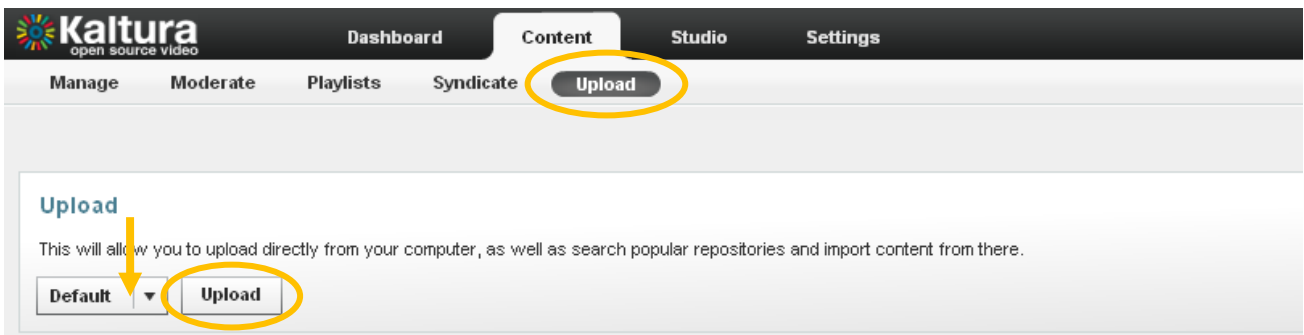 Kaltura
open source video
Dashboard Content Studio Settings
Manage Moderate Playlists Syndicate Upload
Upload
This will allow you to upload directly from your computer, as well as search popular repositories and import content from there.
Default Upload